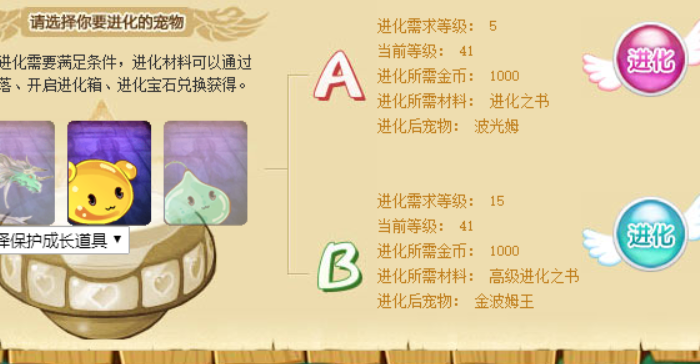 请选择你要进化的宠物
进化需要满足条件，进化材料可以通过
落、开启进化箱、进化宝石兑换获得。
择保护成长道具▼
A
进化需求等级： 5
当前等级： 41
进化所需金币： 1000
进化所需材料： 进化之书
进化后宠物： 波光姆
进化
B
进化需求等级： 15
当前等级： 41
进化所需金币： 1000
进化所需材料： 高级进化之书
进化后宠物： 金波姆王
进化